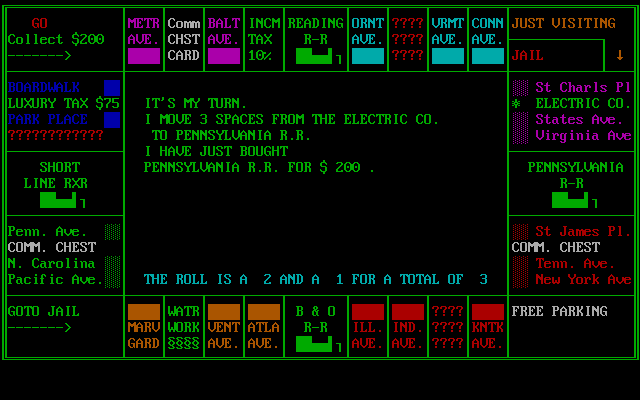 GO
Collect $200
------->
METR
AVE.
Comm
CHST
CARD
BALT
AVE.
INCM
TAX
10%
READING
R-R
ORNT
AVE.
????
????
????
VRMT
AVE.
CONN
AVE.
JUST VISITING
JAIL
↓
BOARDWALK
LUXURY TAX $75
PARK PLACE
????????????
SHORT
LINE RXR
Penn. Ave.
COMM. CHEST
N. Carolina
Pacific Ave.
IT'S MY TURN.
I MOVE 3 SPACES FROM THE ELECTRIC CO.
TO PENNSYLVANIA R.R.
I HAVE JUST BOUGHT
PENNSYLVANIA R.R. FOR $ 200 .
THE ROLL IS A 2 AND A 1 FOR A TOTAL OF 3
St Charls Pl
* ELECTRIC CO.
States Ave.
Virginia Ave
PENNSYLVANIA
R-R
St James Pl.
COMM. CHEST
Tenn. Ave.
New York Ave
GOTO JAIL
------->
MARV
GARD
WATR
WORK
§§§§
VENT
AVE.
ATLA
AVE.
B & O
R-R
ILL.
AVE.
IND.
AVE.
????
????
????
KNTK
AVE.
FREE PARKING